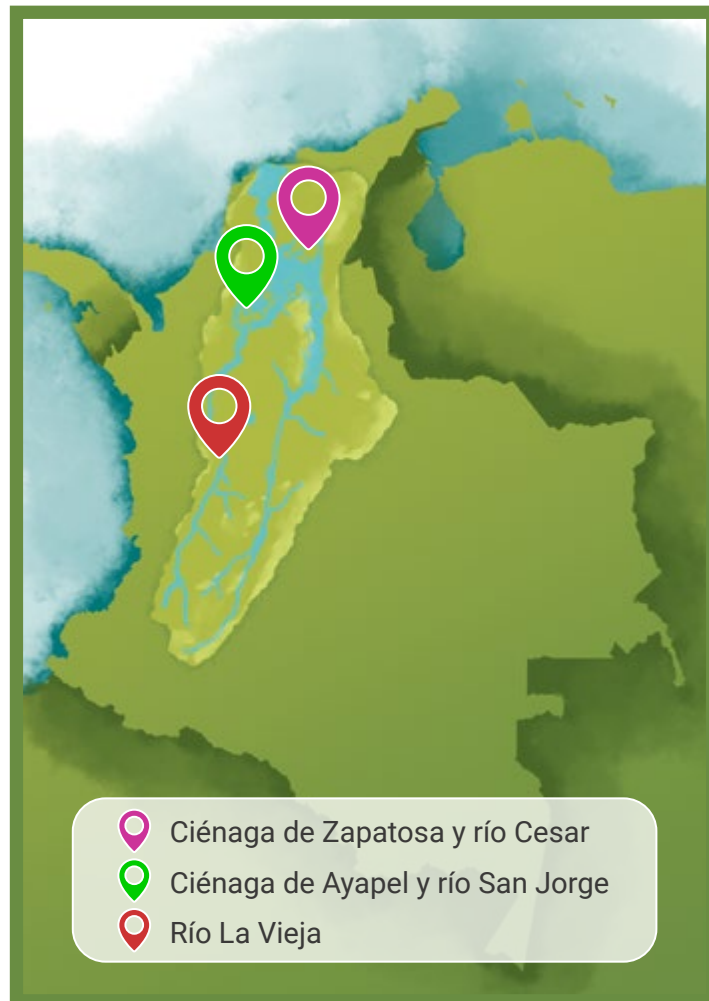 Ciénaga de Zapatosa y río Cesar
Ciénaga de Ayapel y río San Jorge
Río La Vieja